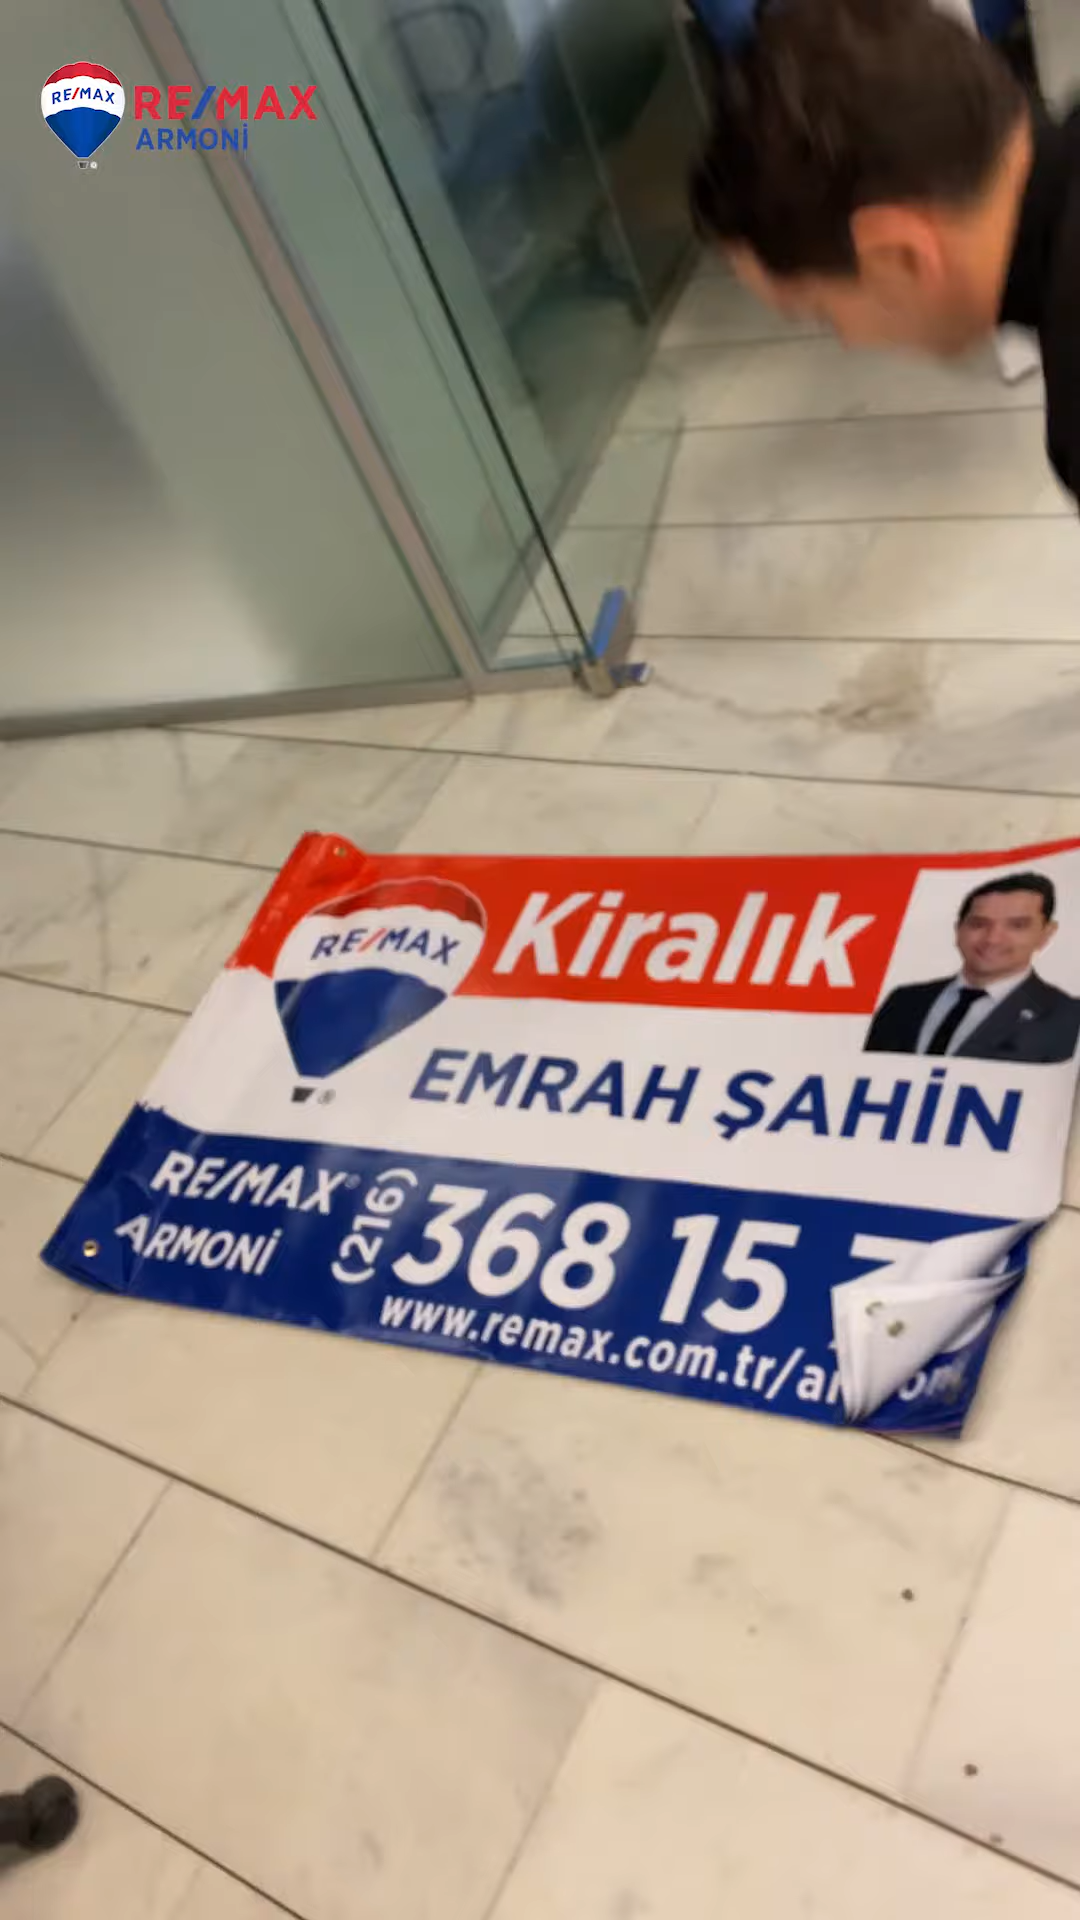 RE/MAX
RE/MAX
ARMONİ
RE/MAX
Kiralık
EMRAH ŞAHİN
RE/MAX®
ARMONİ
(216) 368 15
www.remax.com.tr/